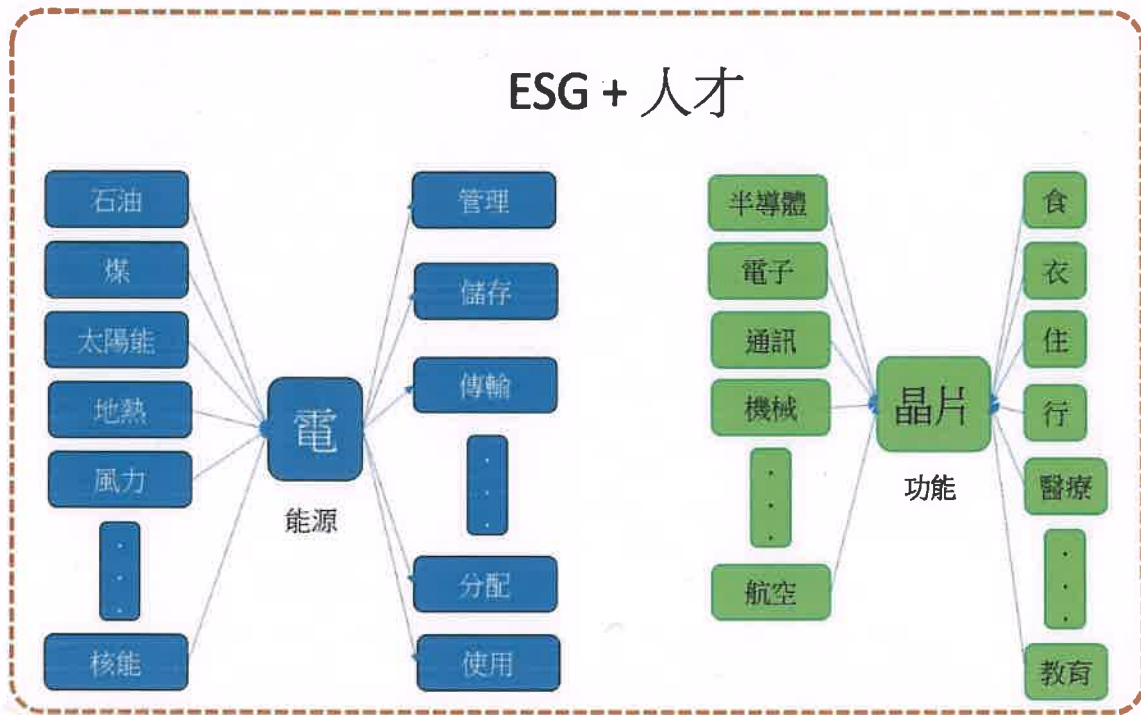 ESG + 人才
石油
煤
太陽能
地熱
風力
.
.
.
核能
電
能源
管理
儲存
傳輸
.
.
.
分配
使用
半導體
電子
通訊
機械
.
.
.
航空
晶片
功能
食
衣
住
行
醫療
.
.
.
教育